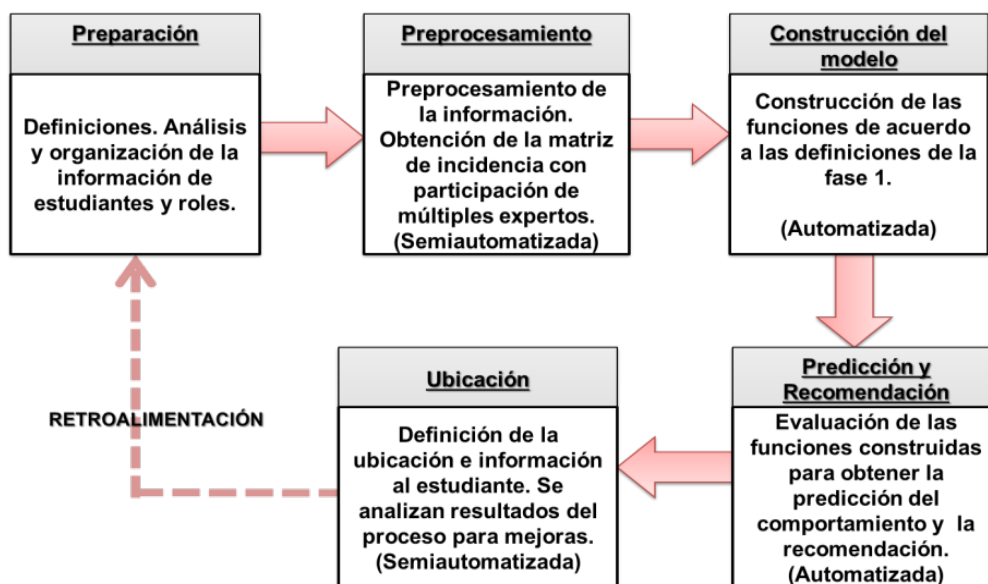 Preparación
Definiciones. Análisis
y organización de la
información de
estudiantes y roles.
Preprocesamiento
Preprocesamiento de
la información.
Obtención de la matriz
de incidencia con
participación de
múltiples expertos.
(Semiautomatizada)
Construcción del
modelo
Construcción de las
funciones de acuerdo
a las definiciones de la
fase 1.
(Automatizada)
Predicción y
Recomendación
Evaluación de las
funciones construidas
para obtener la
predicción del
comportamiento y la
recomendación.
(Automatizada)
Ubicación
Definición de la
ubicación e información
al estudiante. Se
analizan resultados del
proceso para mejoras.
(Semiautomatizada)
RETROALIMENTACIÓN